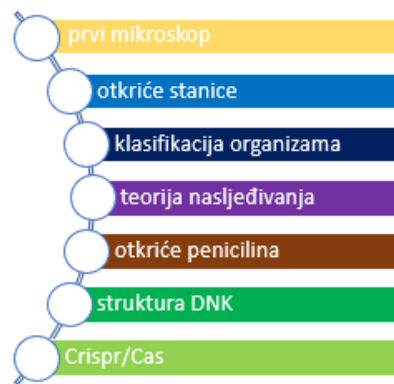 prvi mikroskop
otkriće stanice
klasifikacija organizama
teorija nasljeđivanja
otkriće penicilina
struktura DNK
Crispr/Cas